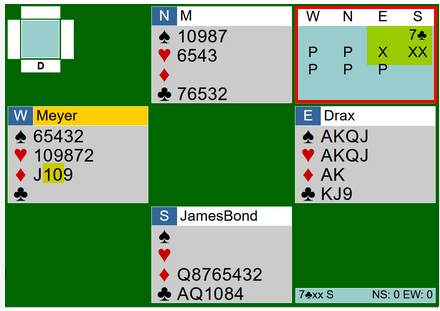 N M
♠ 10987
♥ 6543
♦
♣ 76532
W N E S
7♣
P P X XX
P P P
D
W Meyer
♠ 65432
♥ 109872
♦ J109
♣
E Drax
♠ AKQJ
♥ AKQJ
♦ AK
♣ KJ9
S JamesBond
♠
♥
♦ Q8765432
♣ AQ1084
7♣xx S NS: 0 EW: 0